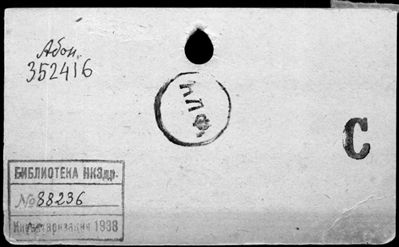 Абон.
352416
НПФ
С
БИБЛИОТЕКА НКЗдр.
№ 88236
Инвентаризация 1938